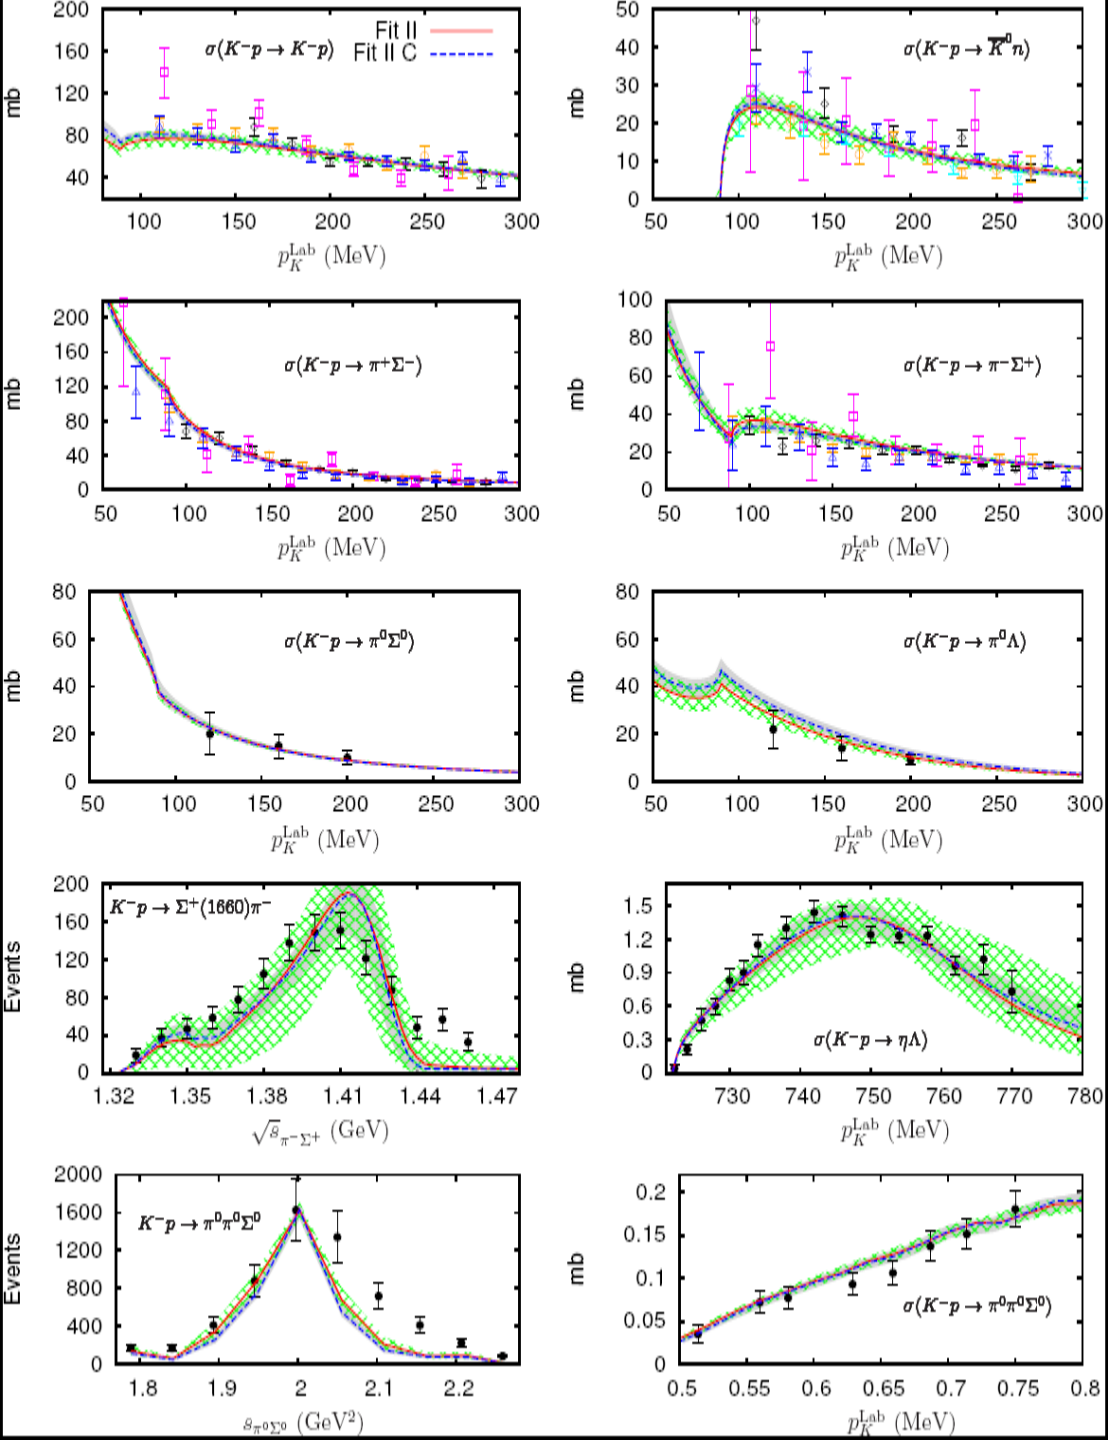 200
160
120
80
40
mb
σ(K⁻p → K⁻p)
Fit II
Fit II C
100 150 200 250 300
p_K^Lab (MeV)
50
40
30
20
10
0
mb
σ(K⁻p → K̅⁰n)
50 100 150 200 250 300
p_K^Lab (MeV)
200
160
120
80
40
0
mb
σ(K⁻p → π⁺Σ⁻)
50 100 150 200 250 300
p_K^Lab (MeV)
100
80
60
40
20
0
mb
σ(K⁻p → π⁻Σ⁺)
50 100 150 200 250 300
p_K^Lab (MeV)
80
60
40
20
0
mb
σ(K⁻p → π⁰Σ⁰)
50 100 150 200 250 300
p_K^Lab (MeV)
80
60
40
20
0
mb
σ(K⁻p → π⁰Λ)
50 100 150 200 250 300
p_K^Lab (MeV)
200
160
120
80
40
0
Events
K⁻p → Σ⁺(1660)π⁻
1.32 1.35 1.38 1.41 1.44 1.47
√s_π⁻Σ⁺ (GeV)
1.5
1.2
0.9
0.6
0.3
0
mb
σ(K⁻p → ηΛ)
730 740 750 760 770 780
p_K^Lab (MeV)
2000
1600
1200
800
400
0
Events
K⁻p → π⁰π⁰Σ⁰
1.8 1.9 2 2.1 2.2
s_π⁰Σ⁰ (GeV²)
0.2
0.15
0.1
0.05
0
mb
σ(K⁻p → π⁰π⁰Σ⁰)
0.5 0.55 0.6 0.65 0.7 0.75 0.8
p_K^Lab (MeV)